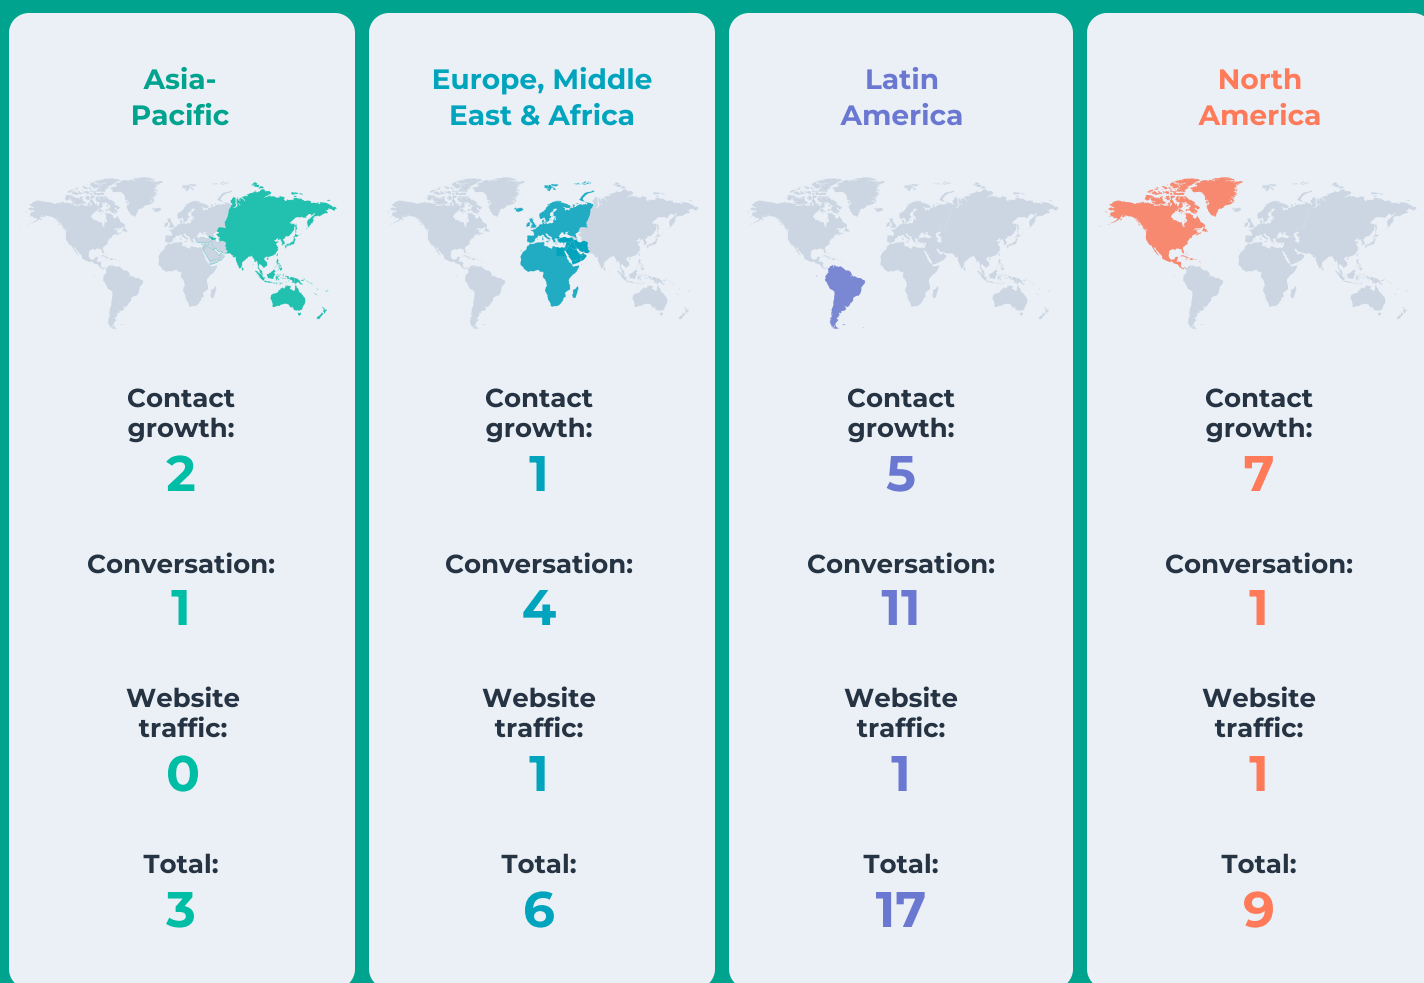 Asia-
Pacific
Contact
growth:
2
Conversation:
1
Website
traffic:
0
Total:
3
Europe, Middle
East & Africa
Contact
growth:
1
Conversation:
4
Website
traffic:
1
Total:
6
Latin
America
Contact
growth:
5
Conversation:
11
Website
traffic:
1
Total:
17
North
America
Contact
growth:
7
Conversation:
1
Website
traffic:
1
Total:
9